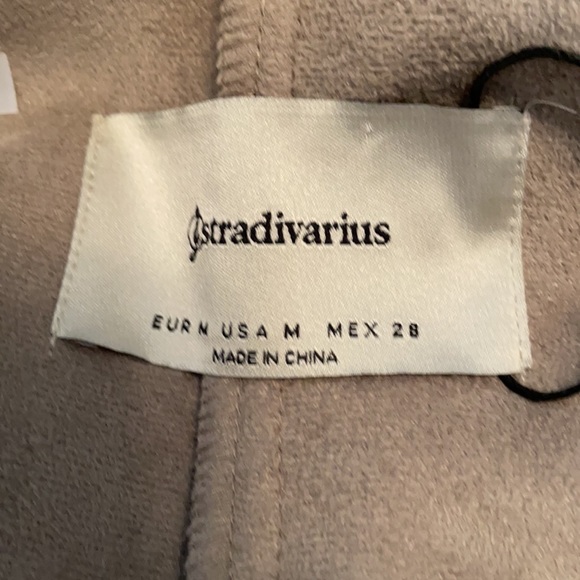 stradivarius
EUR M USA M MEX 28
MADE IN CHINA